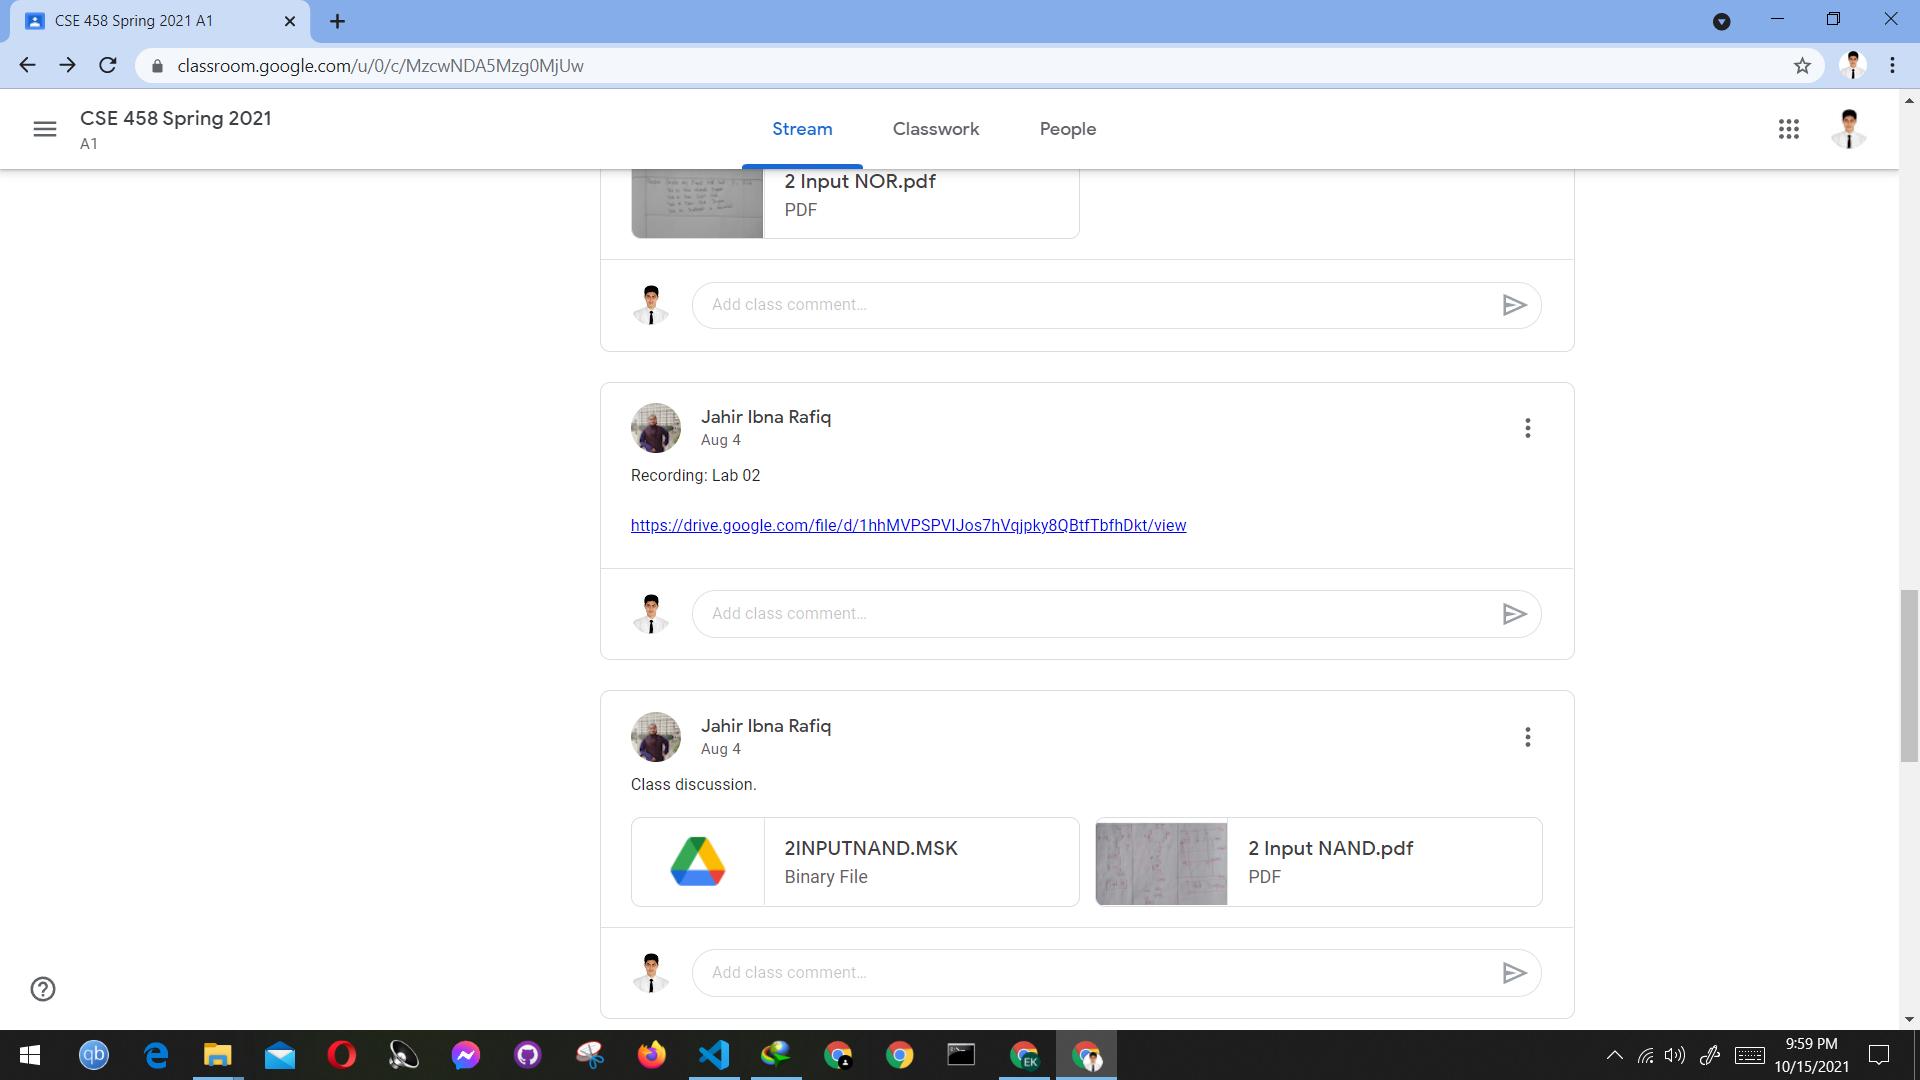 CSE 458 Spring 2021 A1
classroom.google.com/u/0/c/MzcwNDA5Mzg0MjUw
CSE 458 Spring 2021
A1
Stream
Classwork
People
2 Input NOR.pdf
PDF
Add class comment...
Jahir Ibna Rafiq
Aug 4
Recording: Lab 02
https://drive.google.com/file/d/1hhMVPSPVIJos7hVqjpky8QBtfTbfhDkt/view
Add class comment...
Jahir Ibna Rafiq
Aug 4
Class discussion.
2INPUTNAND.MSK
Binary File
2 Input NAND.pdf
PDF
Add class comment...
qb
EK
9:59 PM
10/15/2021